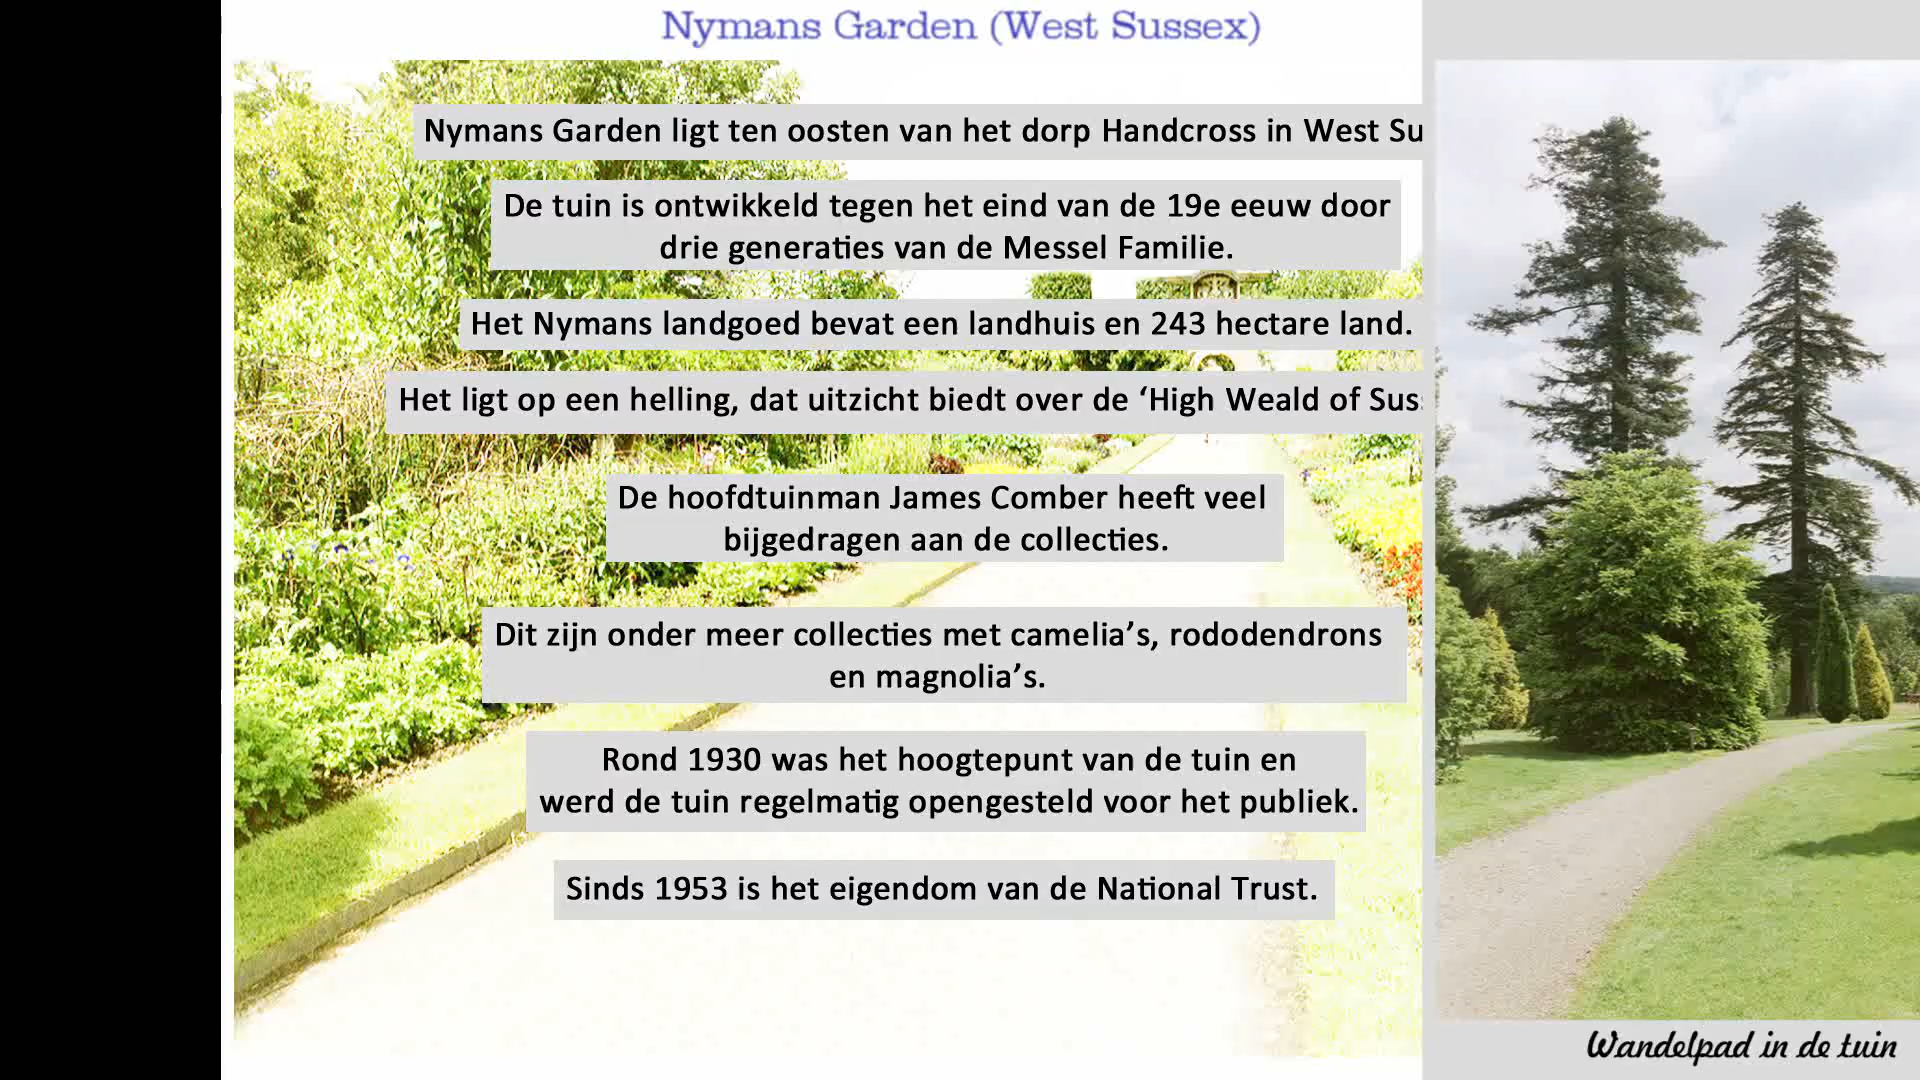 Nymans Garden (West Sussex)
Nymans Garden ligt ten oosten van het dorp Handcross in West Su
De tuin is ontwikkeld tegen het eind van de 19e eeuw door
drie generaties van de Messel Familie.
Het Nymans landgoed bevat een landhuis en 243 hectare land.
Het ligt op een helling, dat uitzicht biedt over de ‘High Weald of Sus
De hoofdtuinman James Comber heeft veel
bijgedragen aan de collecties.
Dit zijn onder meer collecties met camelia’s, rododendrons
en magnolia’s.
Rond 1930 was het hoogtepunt van de tuin en
werd de tuin regelmatig opengesteld voor het publiek.
Sinds 1953 is het eigendom van de National Trust.
Wandelpad in de tuin